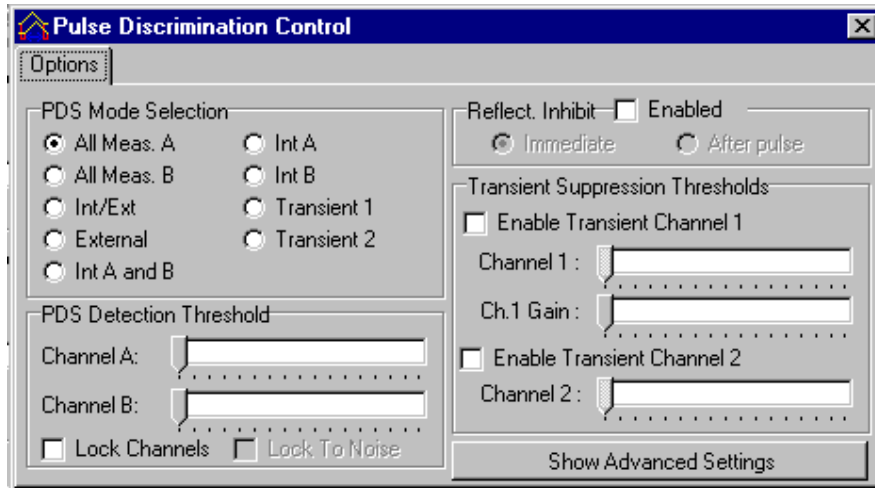 Pulse Discrimination Control
Options
PDS Mode Selection
All Meas. A
Int A
All Meas. B
Int B
Int/Ext
Transient 1
External
Transient 2
Int A and B
PDS Detection Threshold
Channel A:
Channel B:
Lock Channels
Lock To Noise
Reflect. Inhibit
Enabled
Immediate
After pulse
Transient Suppression Thresholds
Enable Transient Channel 1
Channel 1 :
Ch.1 Gain :
Enable Transient Channel 2
Channel 2 :
Show Advanced Settings